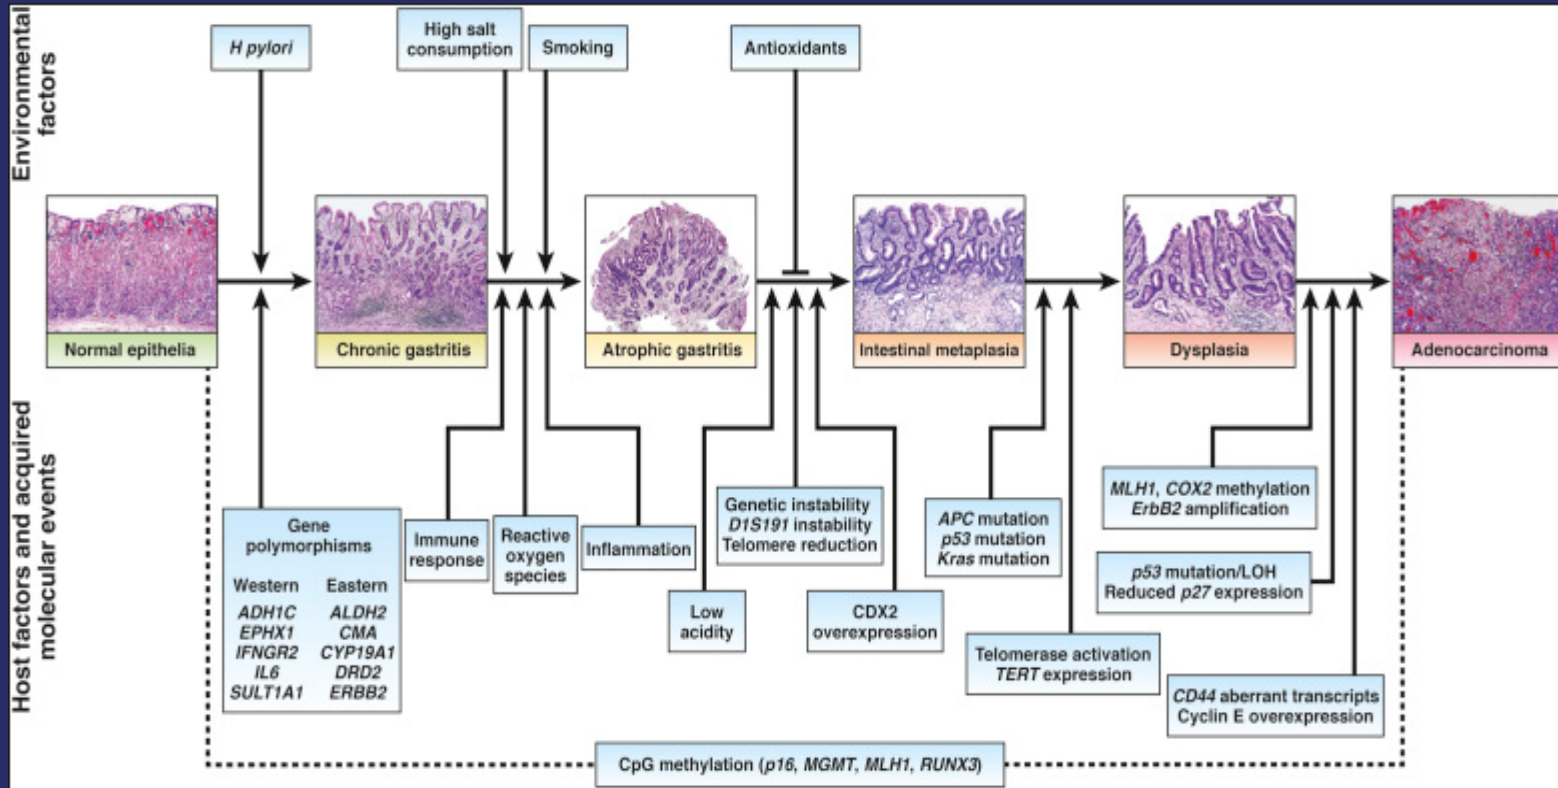 Environmental
factors
H pylori
High salt
consumption
Smoking
Antioxidants
Normal epithelia
Chronic gastritis
Atrophic gastritis
Intestinal metaplasia
Dysplasia
Adenocarcinoma
Host factors and acquired
molecular events
Gene
polymorphisms
Western Eastern
ADH1C ALDH2
EPHX1 CMA
IFNGR2 CYP19A1
IL6 DRD2
SULT1A1 ERBB2
Immune
response
Reactive
oxygen
species
Inflammation
Low
acidity
Genetic instability
D1S191 instability
Telomere reduction
CDX2
overexpression
APC mutation
p53 mutation
Kras mutation
Telomerase activation
TERT expression
MLH1, COX2 methylation
ErbB2 amplification
p53 mutation/LOH
Reduced p27 expression
CD44 aberrant transcripts
Cyclin E overexpression
CpG methylation (p16, MGMT, MLH1, RUNX3)